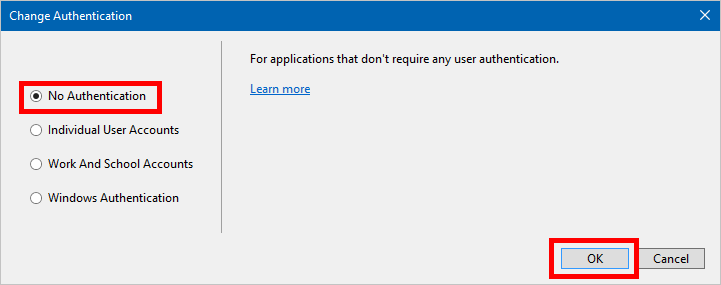 Change Authentication
For applications that don't require any user authentication.
Learn more
No Authentication
Individual User Accounts
Work And School Accounts
Windows Authentication
OK
Cancel